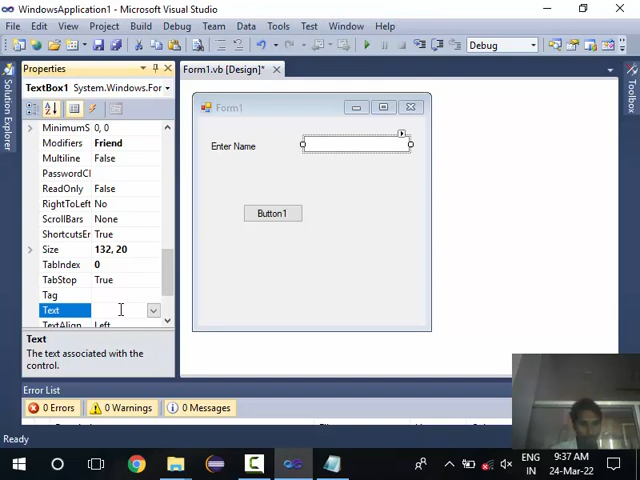 WindowsApplication1 - Microsoft Visual Studio
File Edit View Project Build Debug Team Data Tools Test Window Help
Debug
Solution Explorer
Properties
TextBox1 System.Windows.For
MinimumS 0, 0
Modifiers Friend
Multiline False
PasswordCl
ReadOnly False
RightToLeft No
ScrollBars None
ShortcutsEr True
Size 132, 20
TabIndex 0
TabStop True
Tag
Text
TextAlign Left
Text
The text associated with the
control.
Form1.vb [Design]*
Form1
Enter Name
Button1
Toolbox
Error List
0 Errors 0 Warnings 0 Messages
Ready
9:37 AM
ENG
IN 24-Mar-22